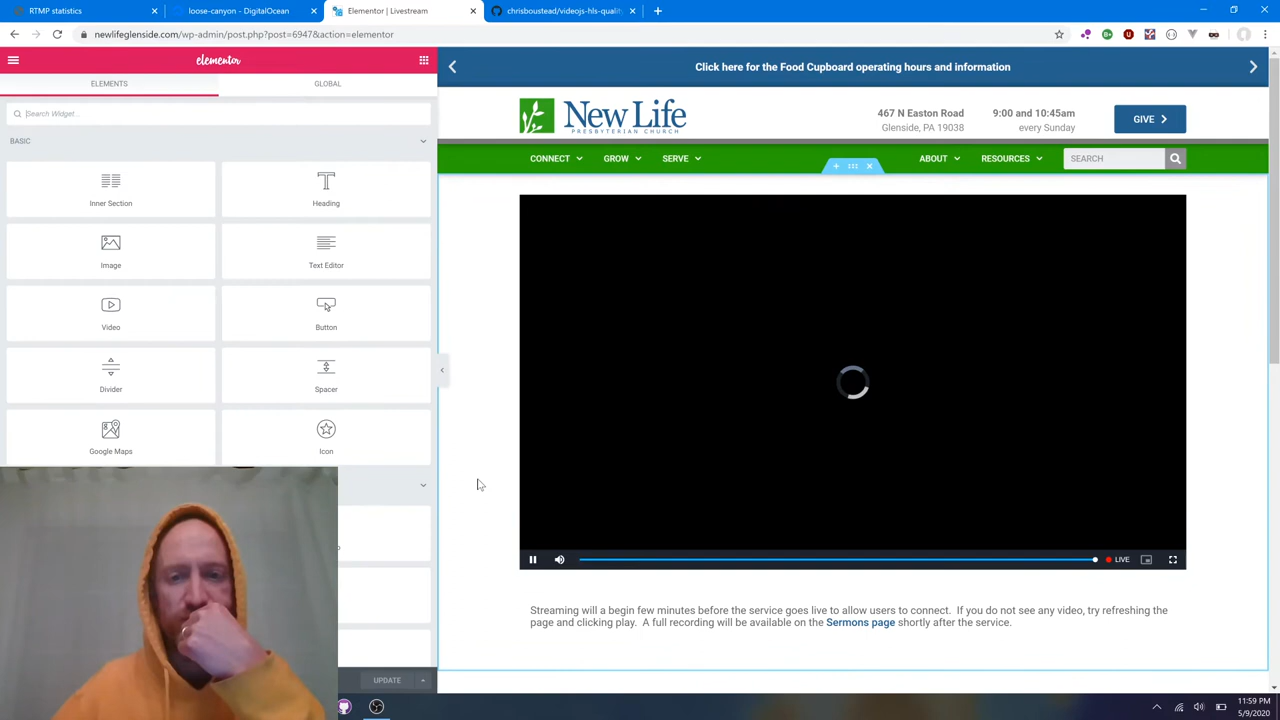 RTMP statistics
loose-canyon - DigitalOcean
Elementor | Livestream
chrisboustead/videojs-hls-quality
newlifeglenside.com/wp-admin/post.php?post=6947&action=elementor
elementor
ELEMENTS
GLOBAL
Search Widget...
BASIC
Inner Section
Heading
Image
Text Editor
Video
Button
Divider
Spacer
Google Maps
Icon
UPDATE
Click here for the Food Cupboard operating hours and information
New Life
PRESBYTERIAN CHURCH
467 N Easton Road
Glenside, PA 19038
9:00 and 10:45am
every Sunday
GIVE
CONNECT
GROW
SERVE
ABOUT
RESOURCES
SEARCH
LIVE
Streaming will a begin few minutes before the service goes live to allow users to connect. If you do not see any video, try refreshing the
page and clicking play. A full recording will be available on the Sermons page shortly after the service.
11:59 PM
5/9/2020